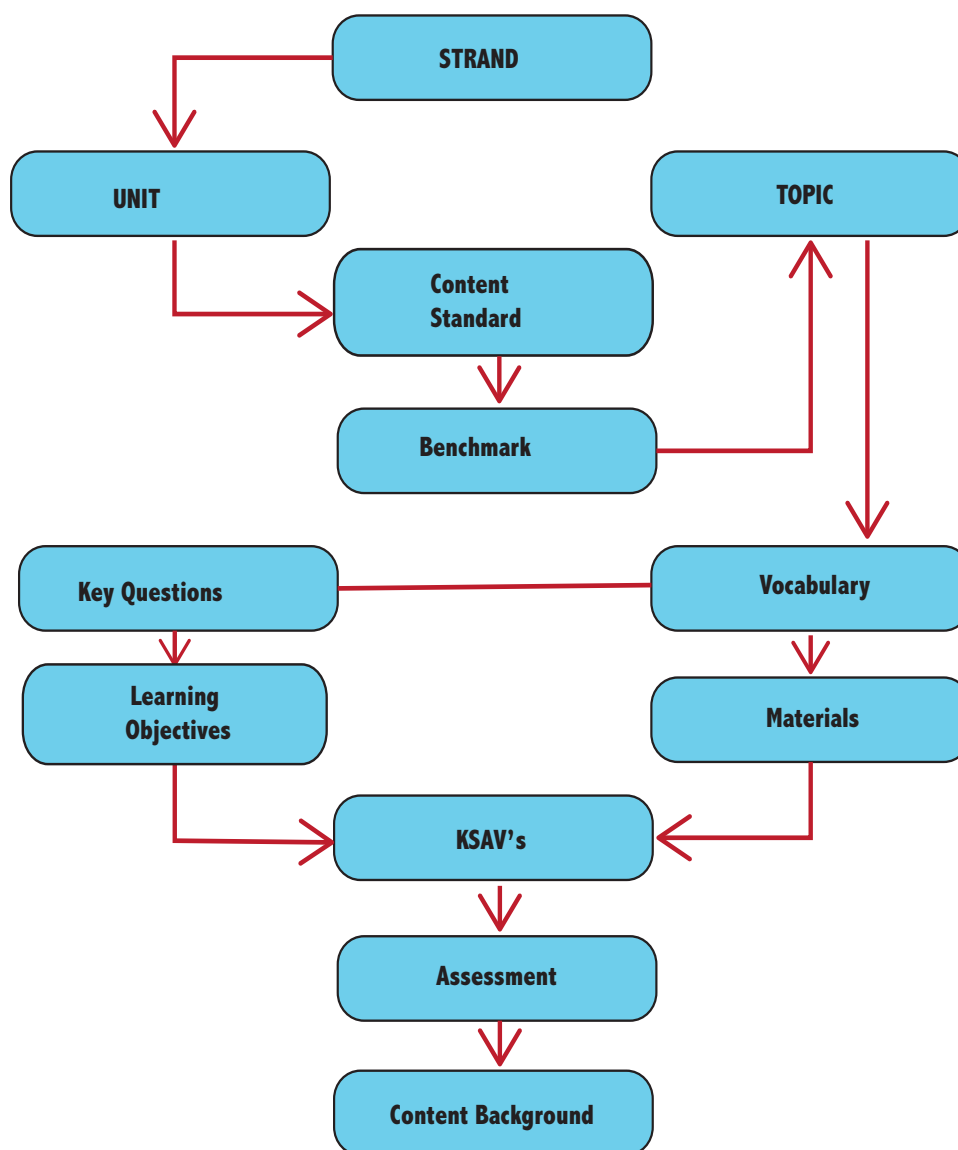 STRAND
UNIT
TOPIC
Content
Standard
Benchmark
Key Questions
Vocabulary
Learning
Objectives
Materials
KSAV’s
Assessment
Content Background